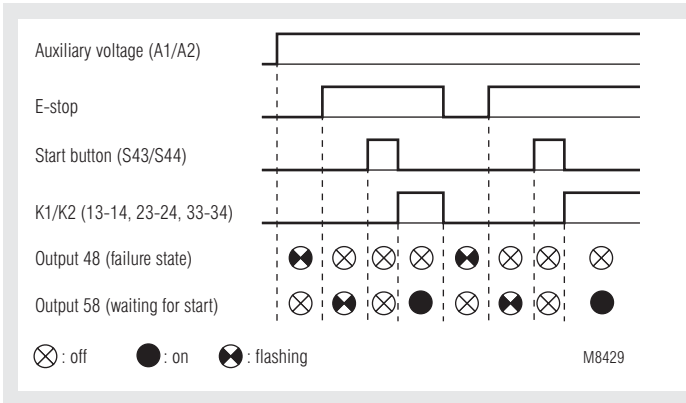 Auxiliary voltage (A1/A2)
E-stop
Start button (S43/S44)
K1/K2 (13-14, 23-24, 33-34)
Output 48 (failure state)
Output 58 (waiting for start)
: off : on : flashing M8429